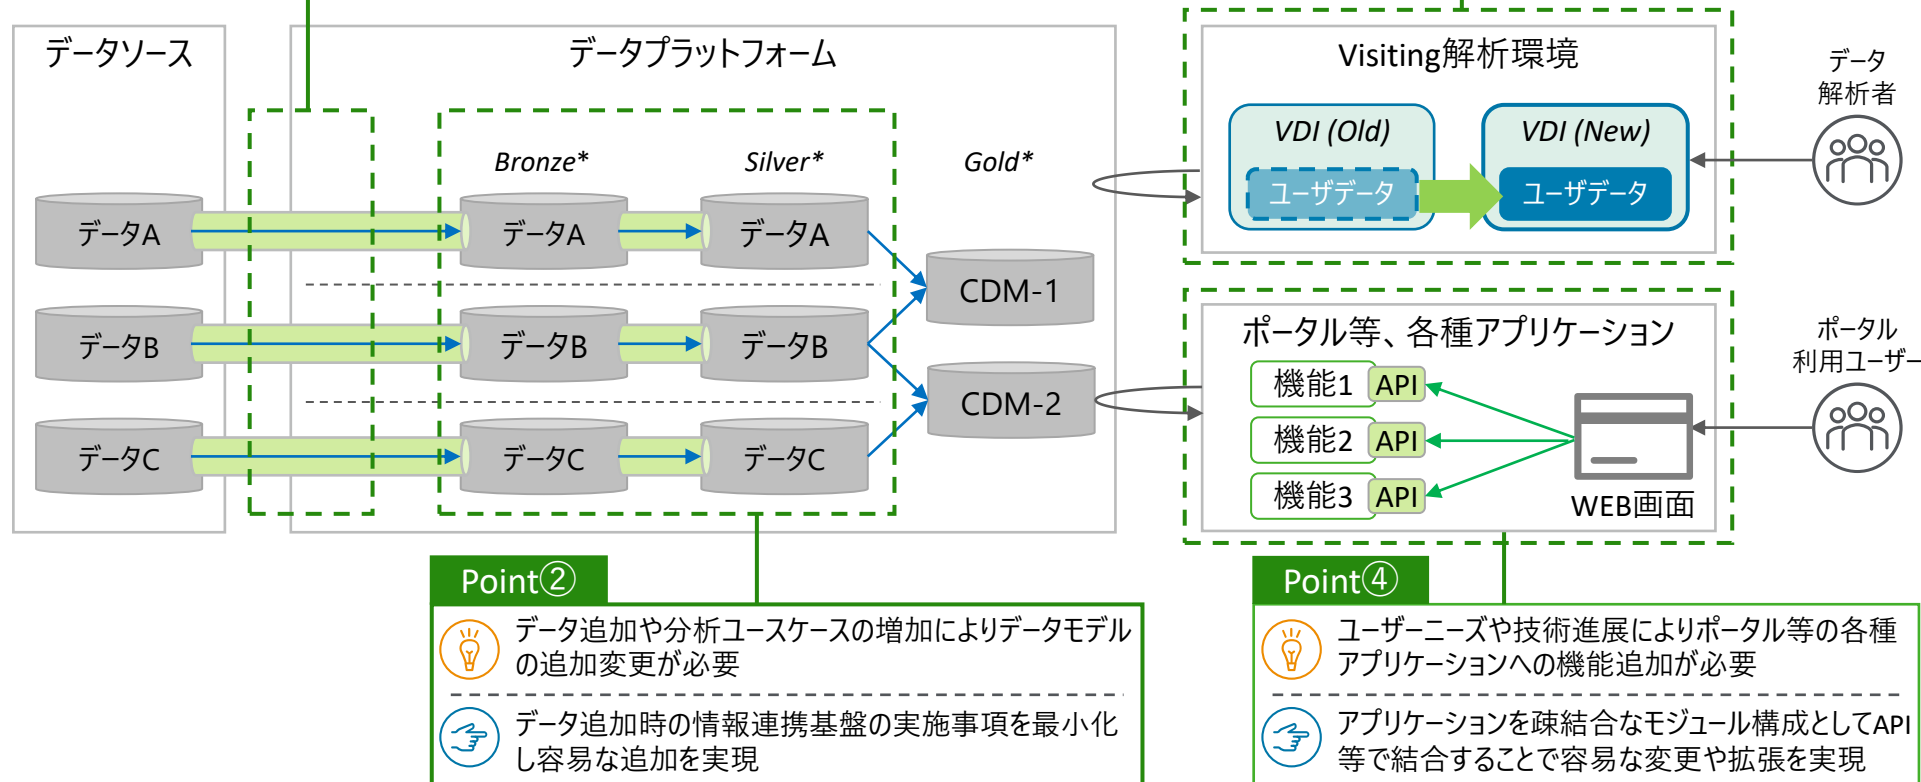 データソース
データA
データB
データC
データプラットフォーム
Bronze*
Silver*
Gold*
データA
データA
データB
データB
データC
データC
CDM-1
CDM-2
Visiting解析環境
VDI (Old)
ユーザデータ
VDI (New)
ユーザデータ
データ
解析者
ポータル等、各種アプリケーション
機能1 API
機能2 API
機能3 API
WEB画面
ポータル
利用ユーザー
Point②
データ追加や分析ユースケースの増加によりデータモデル
の追加変更が必要
データ追加時の情報連携基盤の実施事項を最小化
し容易な追加を実現
Point④
ユーザーニーズや技術進展によりポータル等の各種
アプリケーションへの機能追加が必要
アプリケーションを疎結合なモジュール構成としてAPI
等で結合することで容易な変更や拡張を実現